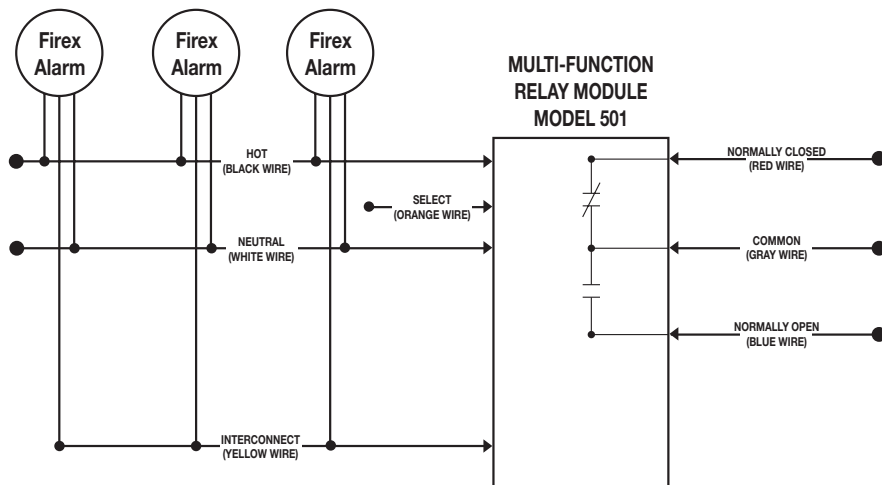 Firex
Alarm
Firex
Alarm
Firex
Alarm
MULTI-FUNCTION
RELAY MODULE
MODEL 501
HOT
(BLACK WIRE)
NORMALLY CLOSED
(RED WIRE)
SELECT
(ORANGE WIRE)
NEUTRAL
(WHITE WIRE)
COMMON
(GRAY WIRE)
NORMALLY OPEN
(BLUE WIRE)
INTERCONNECT
(YELLOW WIRE)